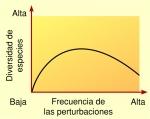 Alta
Diversidad de
especies
Baja
Frecuencia de
las perturbaciones
Alta